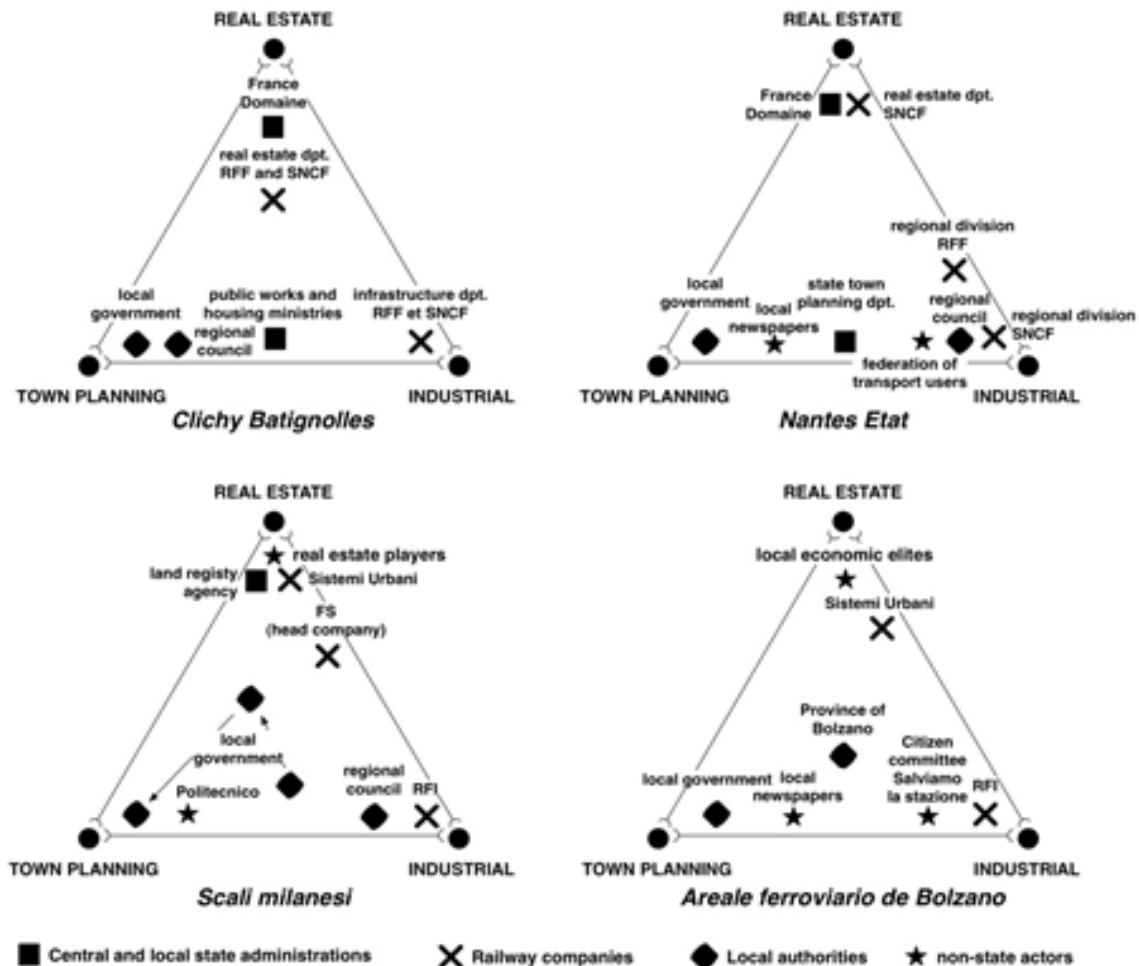 REAL ESTATE
France
Domaine
real estate dpt.
RFF and SNCF
local
government
public works and
housing ministries
regional
council
infrastructure dpt.
RFF et SNCF
TOWN PLANNING
INDUSTRIAL
Clichy Batignolles
REAL ESTATE
France
Domaine
real estate dpt.
SNCF
regional division
RFF
local
government
local
newspapers
state town
planning dpt.
regional
council
regional division
SNCF
federation of
transport users
TOWN PLANNING
INDUSTRIAL
Nantes Etat
REAL ESTATE
real estate players
land registy
agency
Sistemi Urbani
FS
(head company)
local
government
Politecnico
regional
council
RFI
TOWN PLANNING
INDUSTRIAL
Scali milanesi
REAL ESTATE
local economic elites
Sistemi Urbani
Province of
Bolzano
local government
local
newspapers
Citizen
committee
Salviamo
la stazione
RFI
TOWN PLANNING
INDUSTRIAL
Areale ferroviario de Bolzano
Central and local state administrations
Railway companies
Local authorities
non-state actors